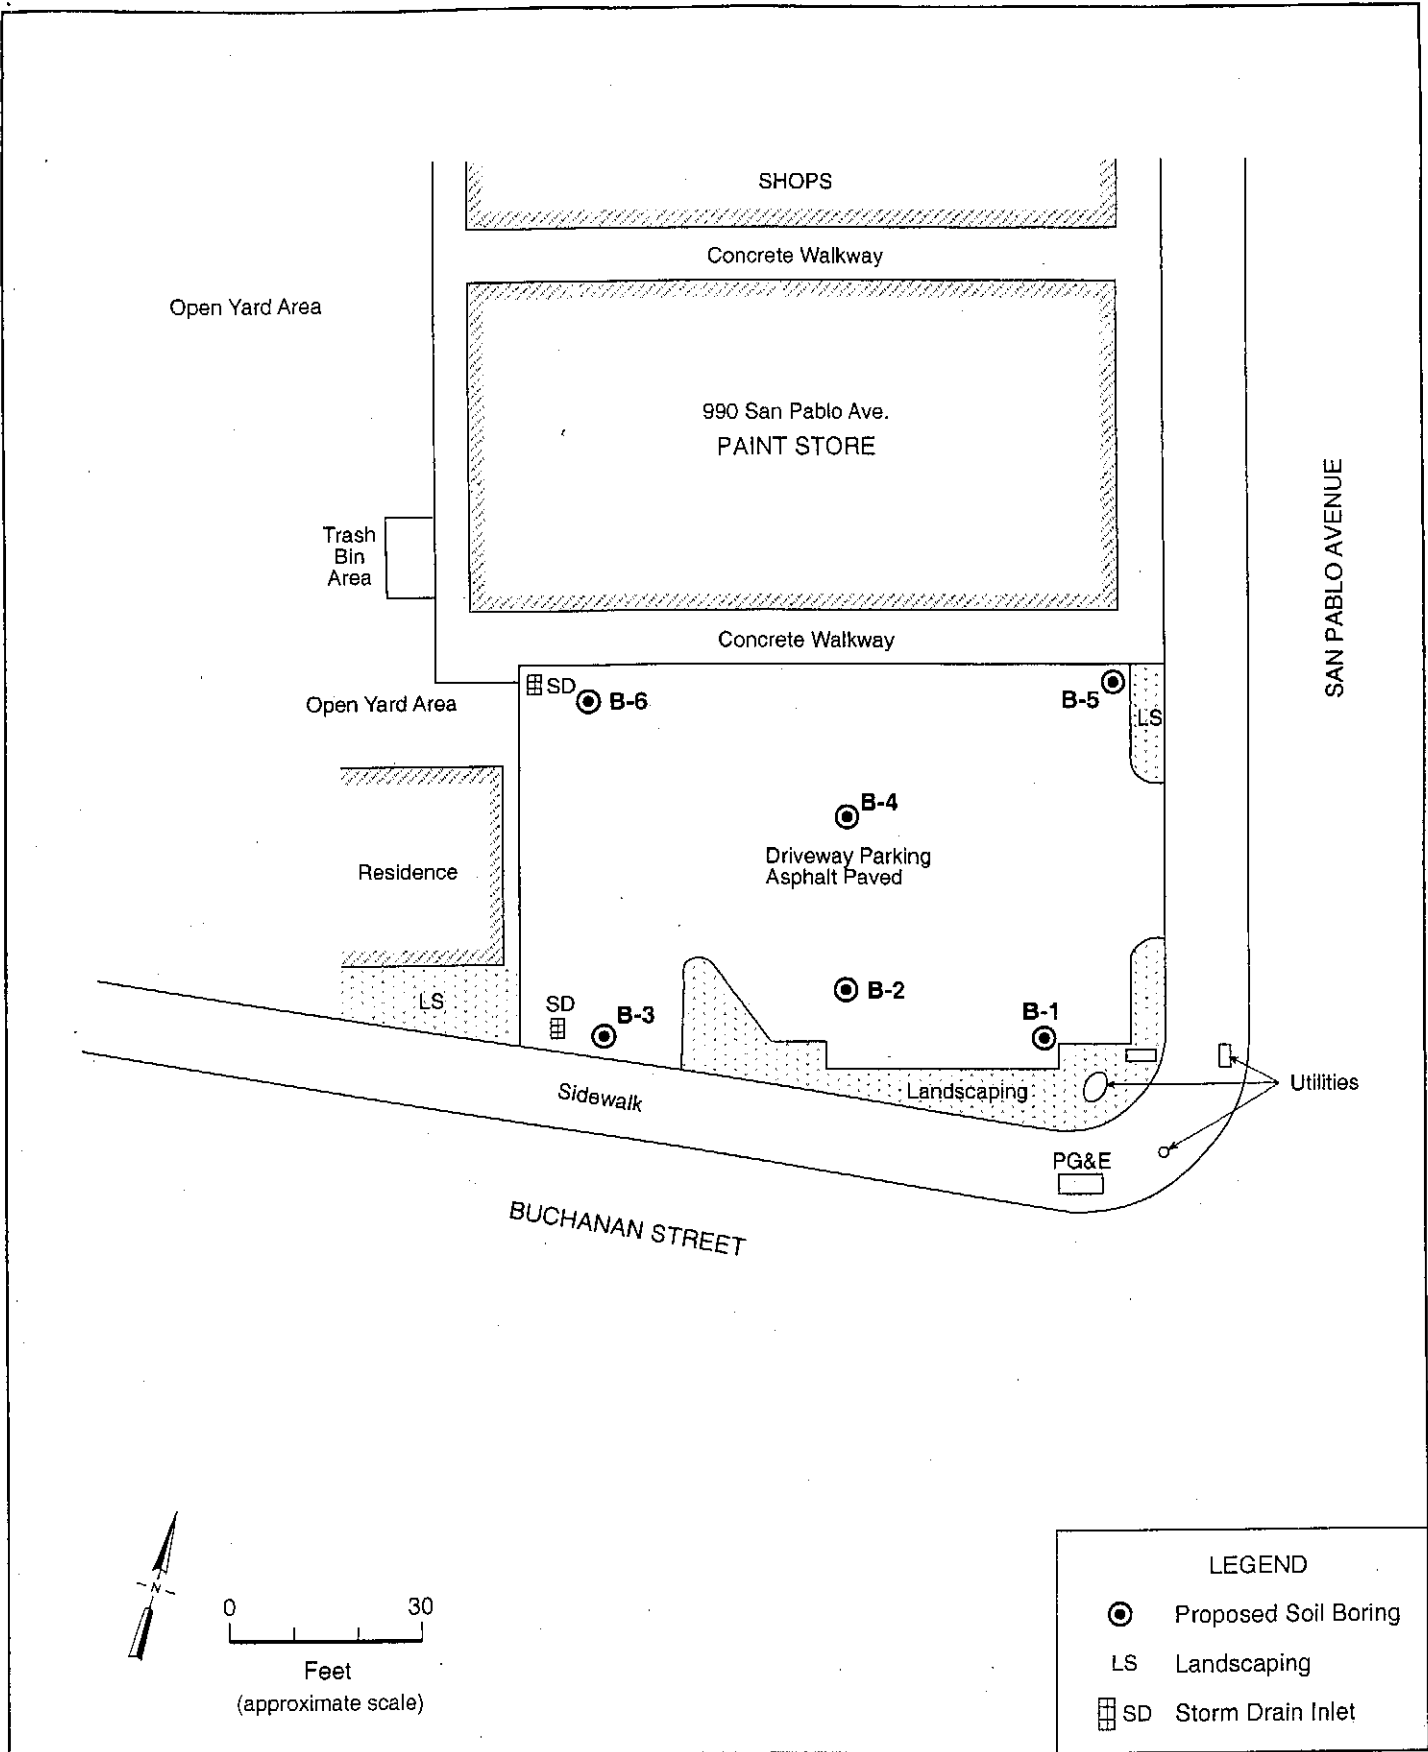 SHOPS
Concrete Walkway
Open Yard Area
990 San Pablo Ave.
PAINT STORE
SAN PABLO AVENUE
Trash
Bin
Area
Concrete Walkway
SD
B-6
B-5
LS
Open Yard Area
B-4
Driveway Parking
Asphalt Paved
Residence
B-2
LS
SD
B-3
B-1
Landscaping
Utilities
Sidewalk
PG&E
BUCHANAN STREET
N
0 30
Feet
(approximate scale)
LEGEND
Proposed Soil Boring
LS Landscaping
SD Storm Drain Inlet